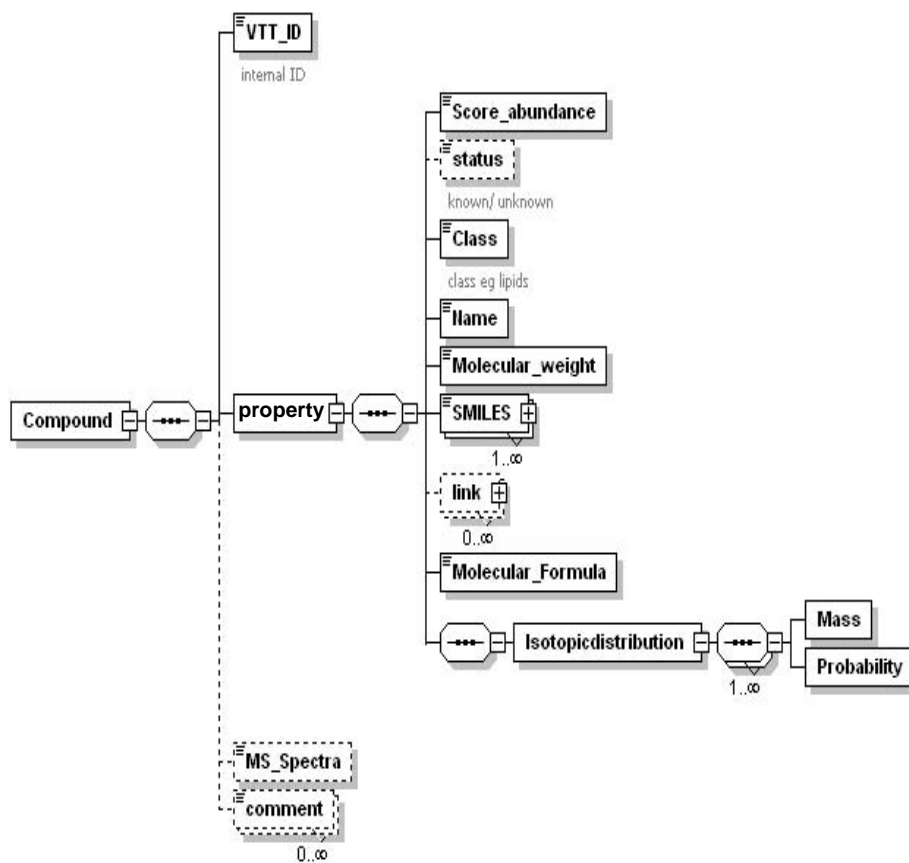 VTT_ID
internal ID
Score_abundance
status
known/ unknown
Class
class eg lipids
Name
Molecular_weight
Compound
property
SMILES
1..∞
link
0..∞
Molecular_Formula
Isotopicdistribution
1..∞
Mass
Probability
MS_Spectra
comment
0..∞